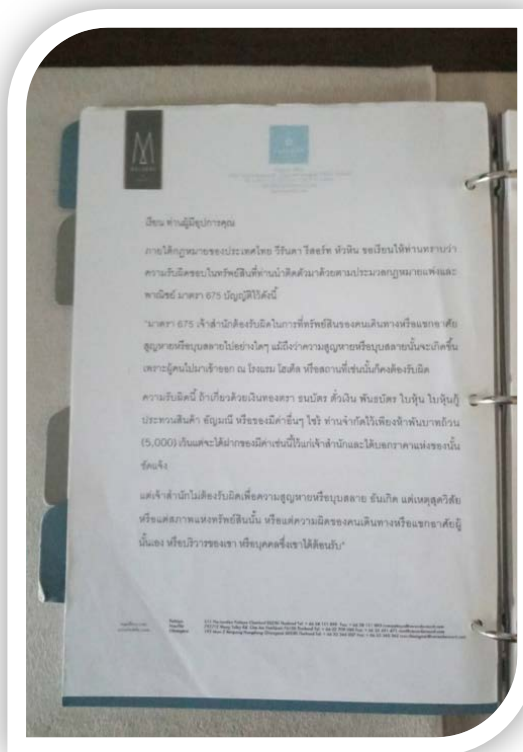 เรียน ท่านผู้มีอุปการคุณ
ภายใต้กฎหมายของประเทศไทย วีรันดา รีสอร์ท หัวหิน ขอเรียนให้ท่านทราบว่า
ความรับผิดชอบในทรัพย์สินที่ท่านนำติดตัวมาด้วยตามประมวลกฎหมายแพ่งและ
พาณิชย์ มาตรา 675 บัญญัติไว้ดังนี้
"มาตรา 675 เจ้าสำนักต้องรับผิดในการที่ทรัพย์สินของคนเดินทางหรือแขกอาศัย
สูญหายหรือบุบสลายไปอย่างใดๆ แม้ถึงว่าความสูญหายหรือบุบสลายนั้นจะเกิดขึ้น
เพราะผู้คนไปมาเข้าออก ณ โรงแรม โฮเต็ล หรือสถานที่เช่นนั้นก็คงต้องรับผิด
ความรับผิดนี้ ถ้าเกี่ยวด้วยเงินทองตรา ธนบัตร ตั๋วเงิน พันธบัตร ใบหุ้น ใบหุ้นกู้
ประทวนสินค้า อัญมณี หรือของมีค่าอื่นๆ ไซร้ ท่านจำกัดไว้เพียงห้าพันบาทถ้วน
(5,000) เว้นแต่จะได้ฝากของมีค่าเช่นนี้ไว้แก่เจ้าสำนักและได้บอกราคาแห่งของนั้น
ชัดแจ้ง
แต่เจ้าสำนักไม่ต้องรับผิดเพื่อความสูญหายหรือบุบสลาย อันเกิด แต่เหตุสุดวิสัย
หรือแต่สภาพแห่งทรัพย์สินนั้น หรือแต่ความผิดของคนเดินทางหรือแขกอาศัยผู้
นั้นเอง หรือบริวารของเขา หรือบุคคลซึ่งเขาได้ต้อนรับ"